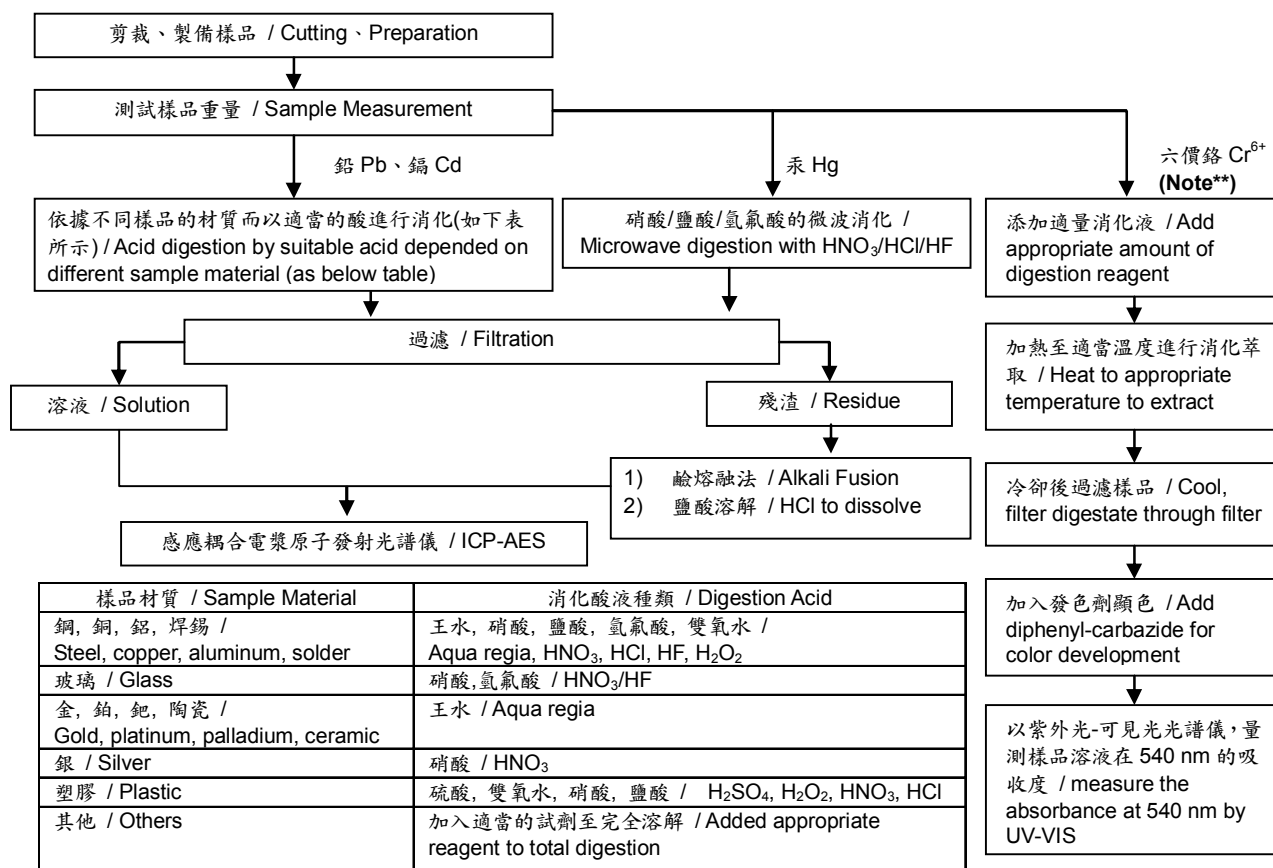 剪裁、製備樣品 / Cutting、Preparation
測試樣品重量 / Sample Measurement
鉛 Pb、鎘 Cd
汞 Hg
六價鉻 Cr6+
(Note**)
依據不同樣品的材質而以適當的酸進行消化(如下表
所示) / Acid digestion by suitable acid depended on
different sample material (as below table)
硝酸/鹽酸/氫氟酸的微波消化 /
Microwave digestion with HNO3/HCl/HF
添加適量消化液 / Add
appropriate amount of
digestion reagent
過濾 / Filtration
加熱至適當溫度進行消化萃
取 / Heat to appropriate
temperature to extract
溶液 / Solution
殘渣 / Residue
1) 鹼熔融法 / Alkali Fusion
2) 鹽酸溶解 / HCl to dissolve
冷卻後過濾樣品 / Cool,
filter digestate through filter
感應耦合電漿原子發射光譜儀 / ICP-AES
加入發色劑顯色 / Add
diphenyl-carbazide for
color development
以紫外光-可見光光譜儀，量
測樣品溶液在 540 nm 的吸
收度 / measure the
absorbance at 540 nm by
UV-VIS
樣品材質 / Sample Material 消化酸液種類 / Digestion Acid
鋼, 銅, 鋁, 焊錫 / 王水, 硝酸, 鹽酸, 氫氟酸, 雙氧水 /
Steel, copper, aluminum, solder Aqua regia, HNO3, HCl, HF, H2O2
玻璃 / Glass 硝酸,氫氟酸 / HNO3/HF
金, 鉑, 鈀, 陶瓷 / 王水 / Aqua regia
Gold, platinum, palladium, ceramic
銀 / Silver 硝酸 / HNO3
塑膠 / Plastic 硫酸, 雙氧水, 硝酸, 鹽酸 / H2SO4, H2O2, HNO3, HCl
其他 / Others 加入適當的試劑至完全溶解 / Added appropriate
reagent to total digestion